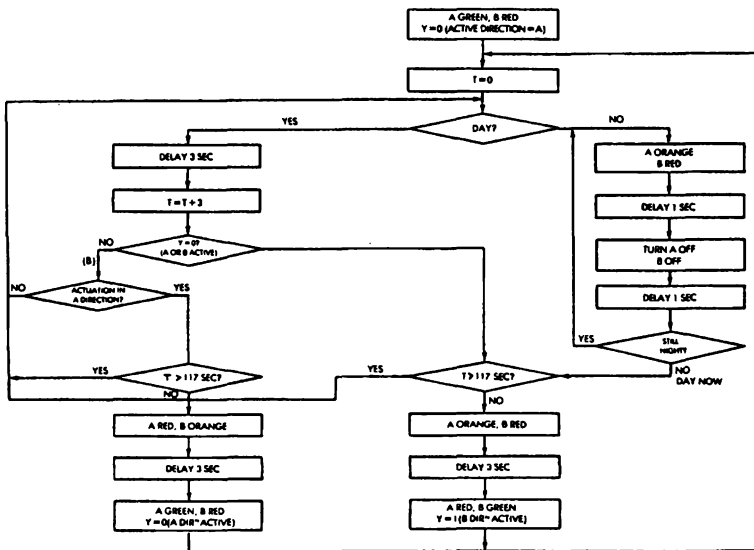 A GREEN, B RED
Y=0 (ACTIVE DIRECTION = A)
T=0
DAY?
YES
NO
DELAY 3 SEC
T=T+3
Y=0?
(A OR B ACTIVE)
NO
(B)
ACTUATION IN
A DIRECTION?
NO
YES
A ORANGE
B RED
DELAY 1 SEC
TURN A OFF
B OFF
DELAY 1 SEC
STILL
NIGHT?
YES
NO
DAY NOW
YES
T > 117 SEC?
NO
YES
T > 117 SEC?
NO
A RED, B ORANGE
DELAY 3 SEC
A GREEN, B RED
Y=0(A DIR~ACTIVE)
A ORANGE, B RED
DELAY 3 SEC
A RED, B GREEN
Y=1(B DIR~ACTIVE)